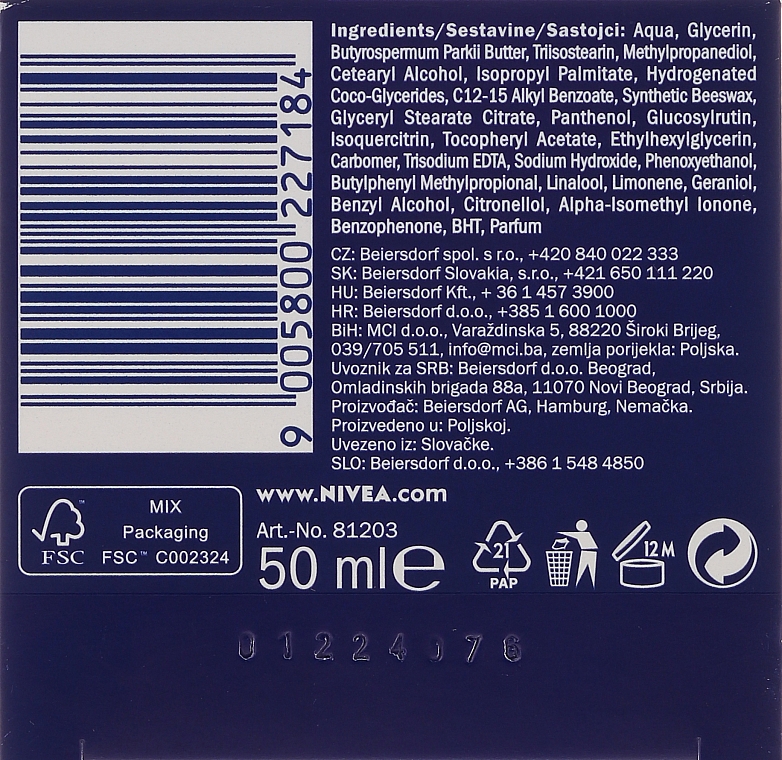 Ingredients/Sestavine/Sastojci: Aqua, Glycerin,
Butyrospermum Parkii Butter, Triisostearin, Methylpropanediol,
Cetearyl Alcohol, Isopropyl Palmitate, Hydrogenated
Coco-Glycerides, C12-15 Alkyl Benzoate, Synthetic Beeswax,
Glyceryl Stearate Citrate, Panthenol, Glucosylrutin,
Isoquercitrin, Tocopheryl Acetate, Ethylhexylglycerin,
Carbomer, Trisodium EDTA, Sodium Hydroxide, Phenoxyethanol,
Butylphenyl Methylpropional, Linalool, Limonene, Geraniol,
Benzyl Alcohol, Citronellol, Alpha-Isomethyl Ionone,
Benzophenone, BHT, Parfum
CZ: Beiersdorf spol. s r.o., +420 840 022 333
SK: Beiersdorf Slovakia, s.r.o., +421 650 111 220
HU: Beiersdorf Kft., + 36 1 457 3900
HR: Beiersdorf d.o.o., +385 1 600 1000
BiH: MCI d.o.o., Varaždinska 5, 88220 Široki Brijeg,
039/705 511, info@mci.ba, zemlja porijekla: Poljska.
Uvoznik za SRB: Beiersdorf d.o.o. Beograd,
Omladinskih brigada 88a, 11070 Novi Beograd, Srbija.
Proizvođač: Beiersdorf AG, Hamburg, Nemačka.
Proizvedeno u: Poljskoj.
Uvezeno iz: Slovačke.
SLO: Beiersdorf d.o.o., +386 1 548 4850
9 005800 227184
www.NIVEA.com
MIX
Packaging
FSC™ C002324
FSC
™
Art.-No. 81203
50 ml e
21
PAP
12 M